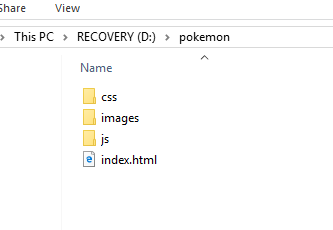 Share View
This PC > RECOVERY (D:) > pokemon
Name
css
images
js
index.html